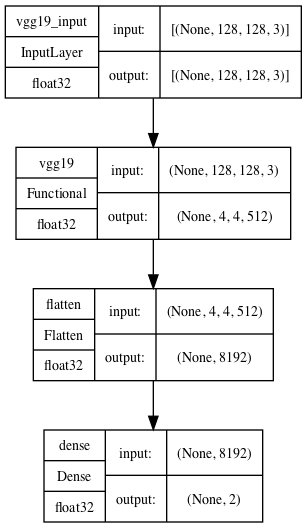 vgg19_input
InputLayer
float32
input:
[(None, 128, 128, 3)]
output:
[(None, 128, 128, 3)]
vgg19
Functional
float32
input:
(None, 128, 128, 3)
output:
(None, 4, 4, 512)
flatten
Flatten
float32
input:
(None, 4, 4, 512)
output:
(None, 8192)
dense
Dense
float32
input:
(None, 8192)
output:
(None, 2)